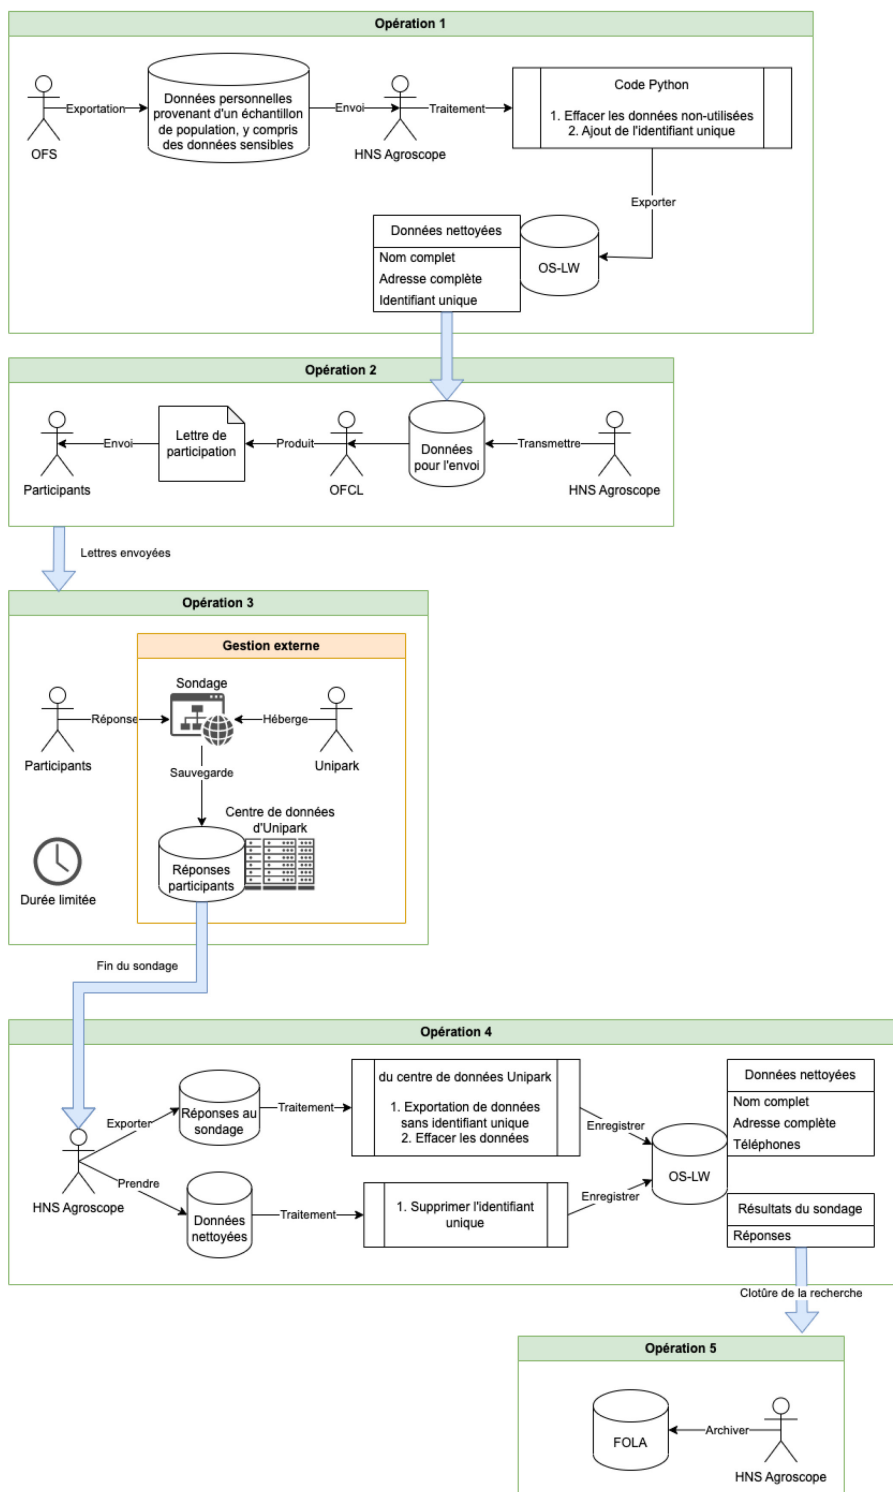 Opération 1
Exportation
Données personnelles
provenant d'un échantillon
de population, y compris
des données sensibles
Envoi
Traitement
Code Python
1. Effacer les données non-utilisées
2. Ajout de l'identifiant unique
OFS
HNS Agroscope
Exporter
Données nettoyées
Nom complet
Adresse complète
Identifiant unique
OS-LW
Opération 2
Participants
Envoi
Lettre de
participation
Produit
OFCL
Données
pour l'envoi
Transmettre
HNS Agroscope
Lettres envoyées
Opération 3
Gestion externe
Sondage
Réponse
Héberge
Participants
Unipark
Sauvegarde
Centre de données
d'Unipark
Réponses
participants
Durée limitée
Fin du sondage
Opération 4
Exporter
Réponses au
sondage
Traitement
du centre de données Unipark
1. Exportation de données
sans identifiant unique
2. Effacer les données
Enregistrer
HNS Agroscope
Prendre
Données
nettoyées
Traitement
1. Supprimer l'identifiant
unique
Enregistrer
OS-LW
Données nettoyées
Nom complet
Adresse complète
Téléphones
Résultats du sondage
Réponses
Clotûre de la recherche
Opération 5
FOLA
Archiver
HNS Agroscope